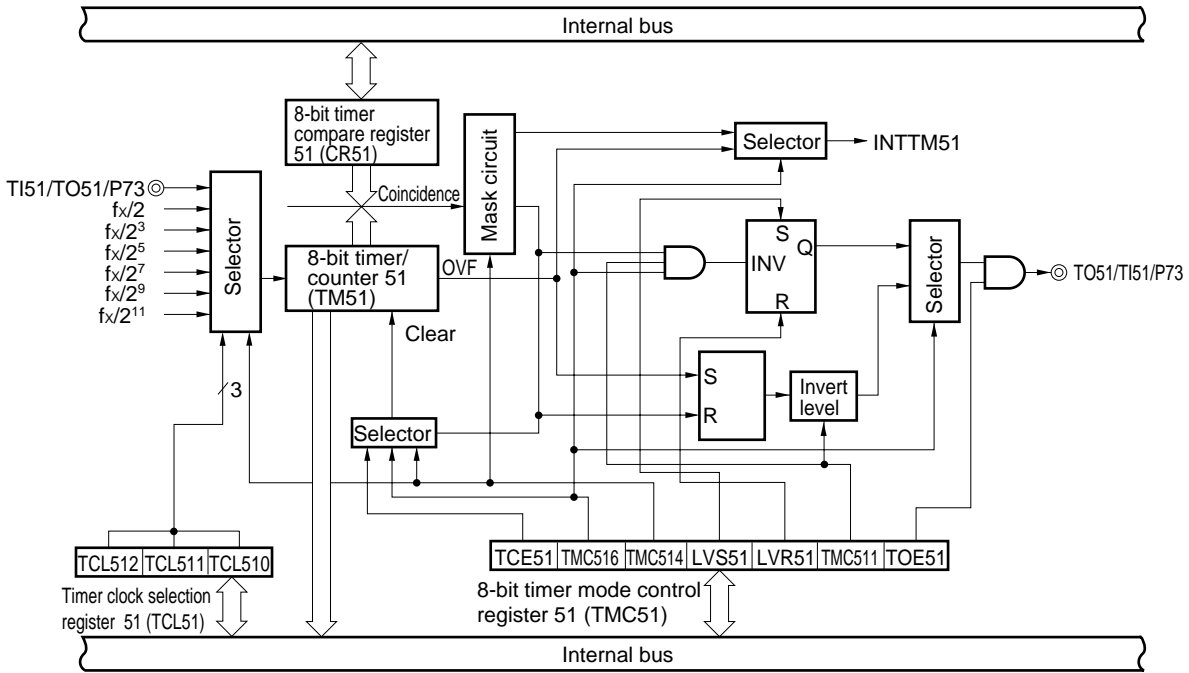 Internal bus
8-bit timer
compare register
51 (CR51)
Mask circuit
Selector
INTTM51
TI51/TO51/P73
fX/2
fX/2³
fX/2⁵
fX/2⁷
fX/2⁹
fX/2¹¹
Selector
Coincidence
8-bit timer/
counter 51
(TM51)
OVF
Clear
S
Q
INV
R
Selector
TO51/TI51/P73
S
R
Invert
level
3
Selector
TCL512 TCL511 TCL510
Timer clock selection
register 51 (TCL51)
TCE51 TMC516 TMC514 LVS51 LVR51 TMC511 TOE51
8-bit timer mode control
register 51 (TMC51)
Internal bus